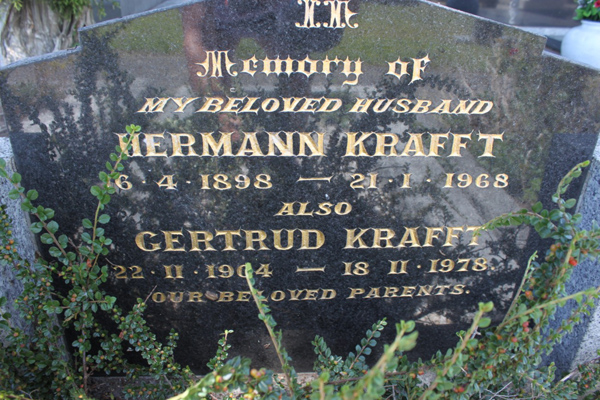 IN
Memory of
MY BELOVED HUSBAND
HERMANN KRAFFT
6·4·1898 — 21·1·1968
ALSO
GERTRUD KRAFFT
22·11·1904 — 18·11·1978.
OUR BELOVED PARENTS.